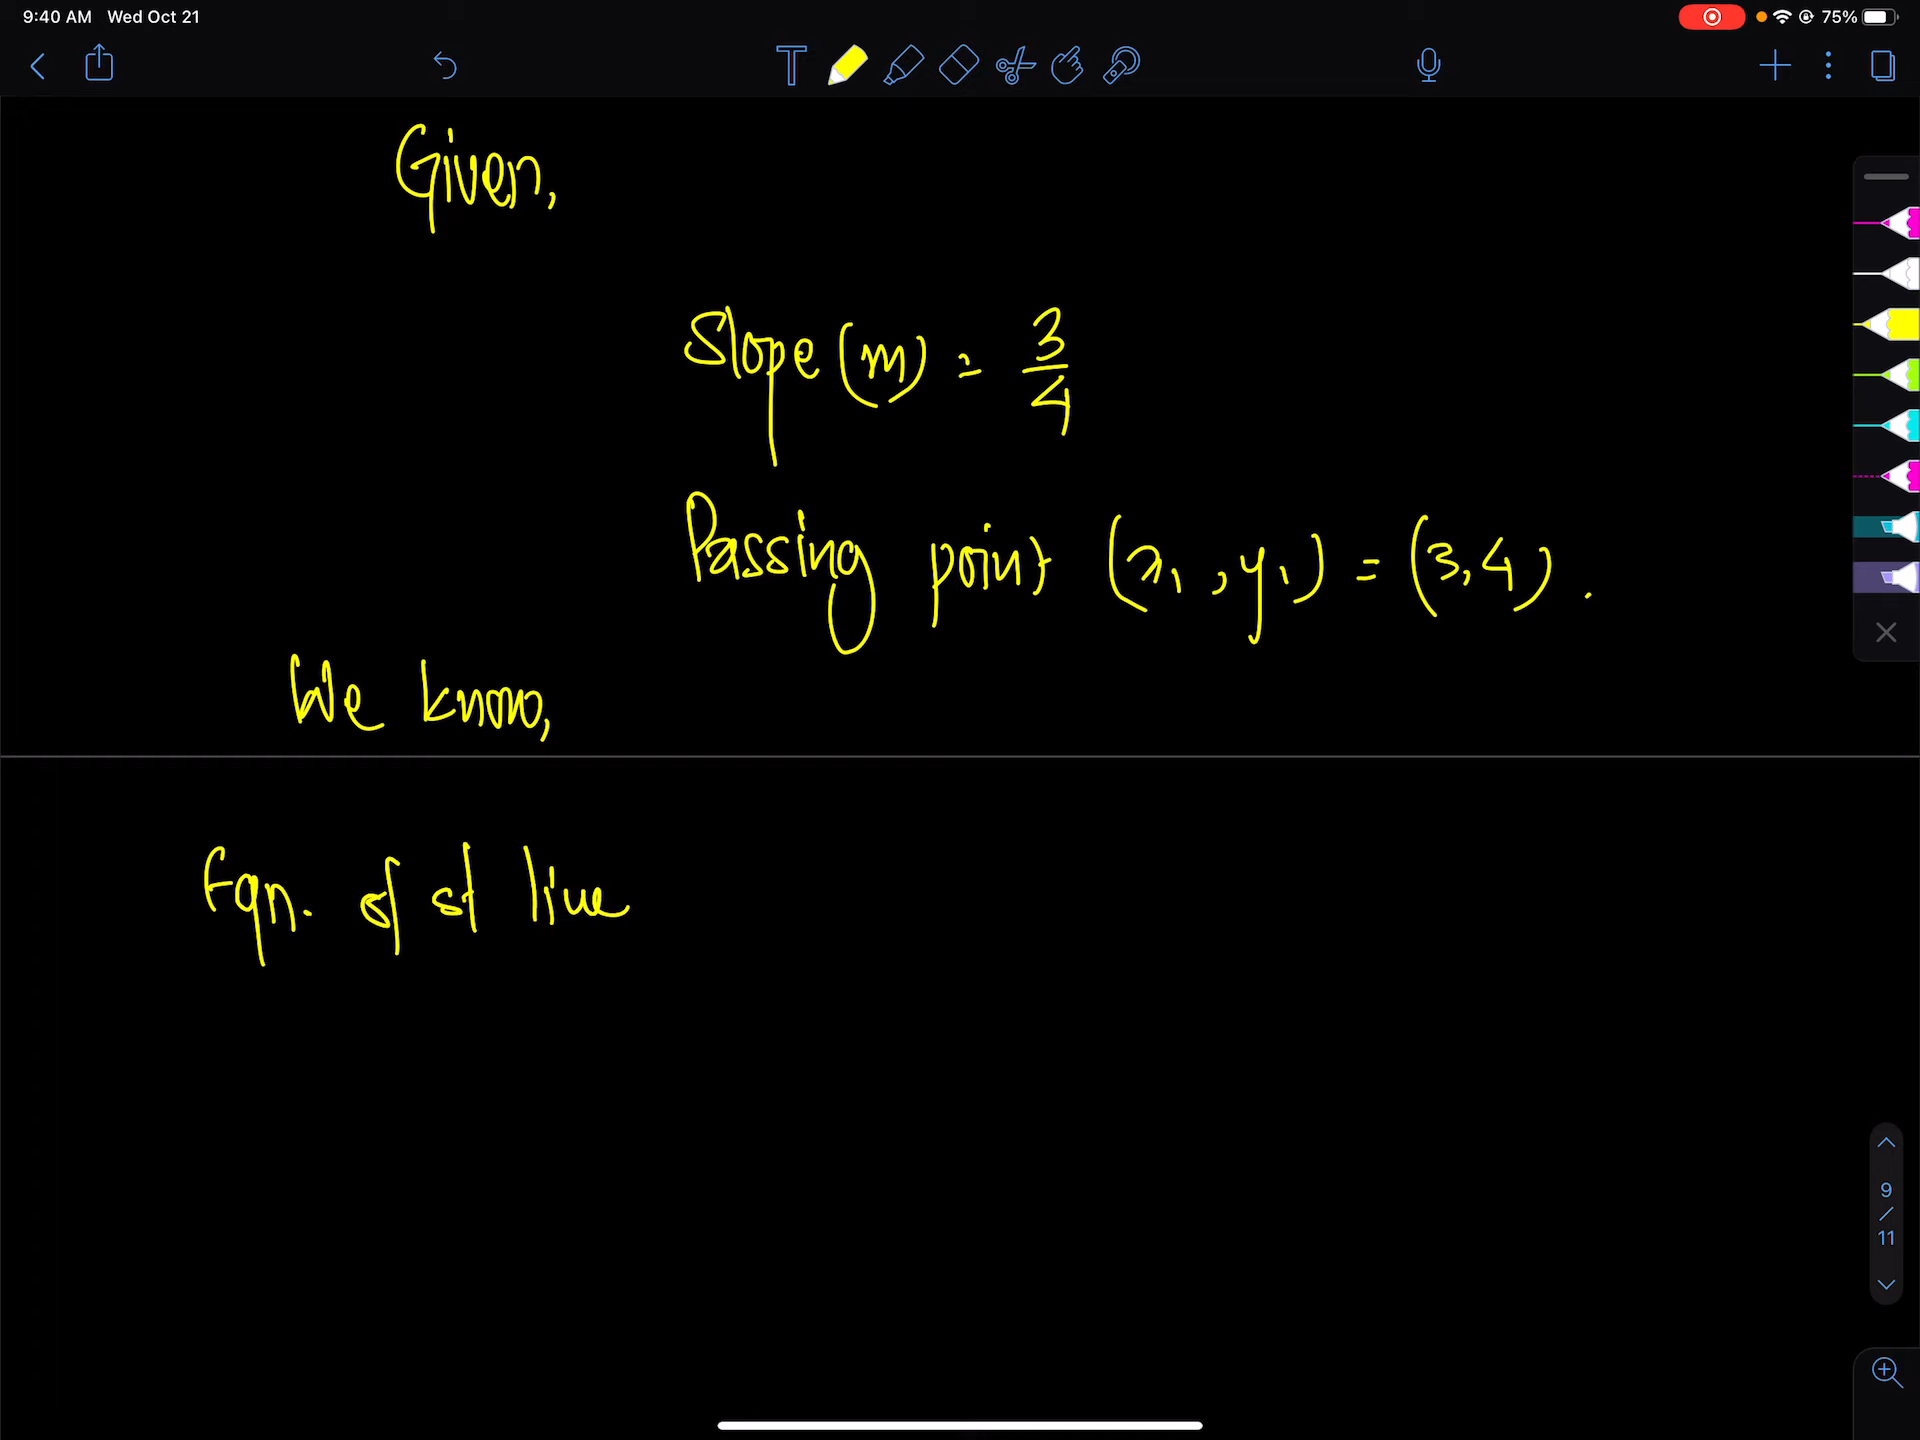 9:40 AM Wed Oct 21
75%
T
Given,
Slope (m) = 3/4
Passing point (x₁, y₁) = (3,4).
We know,
Eqn. of st line
9
/
11